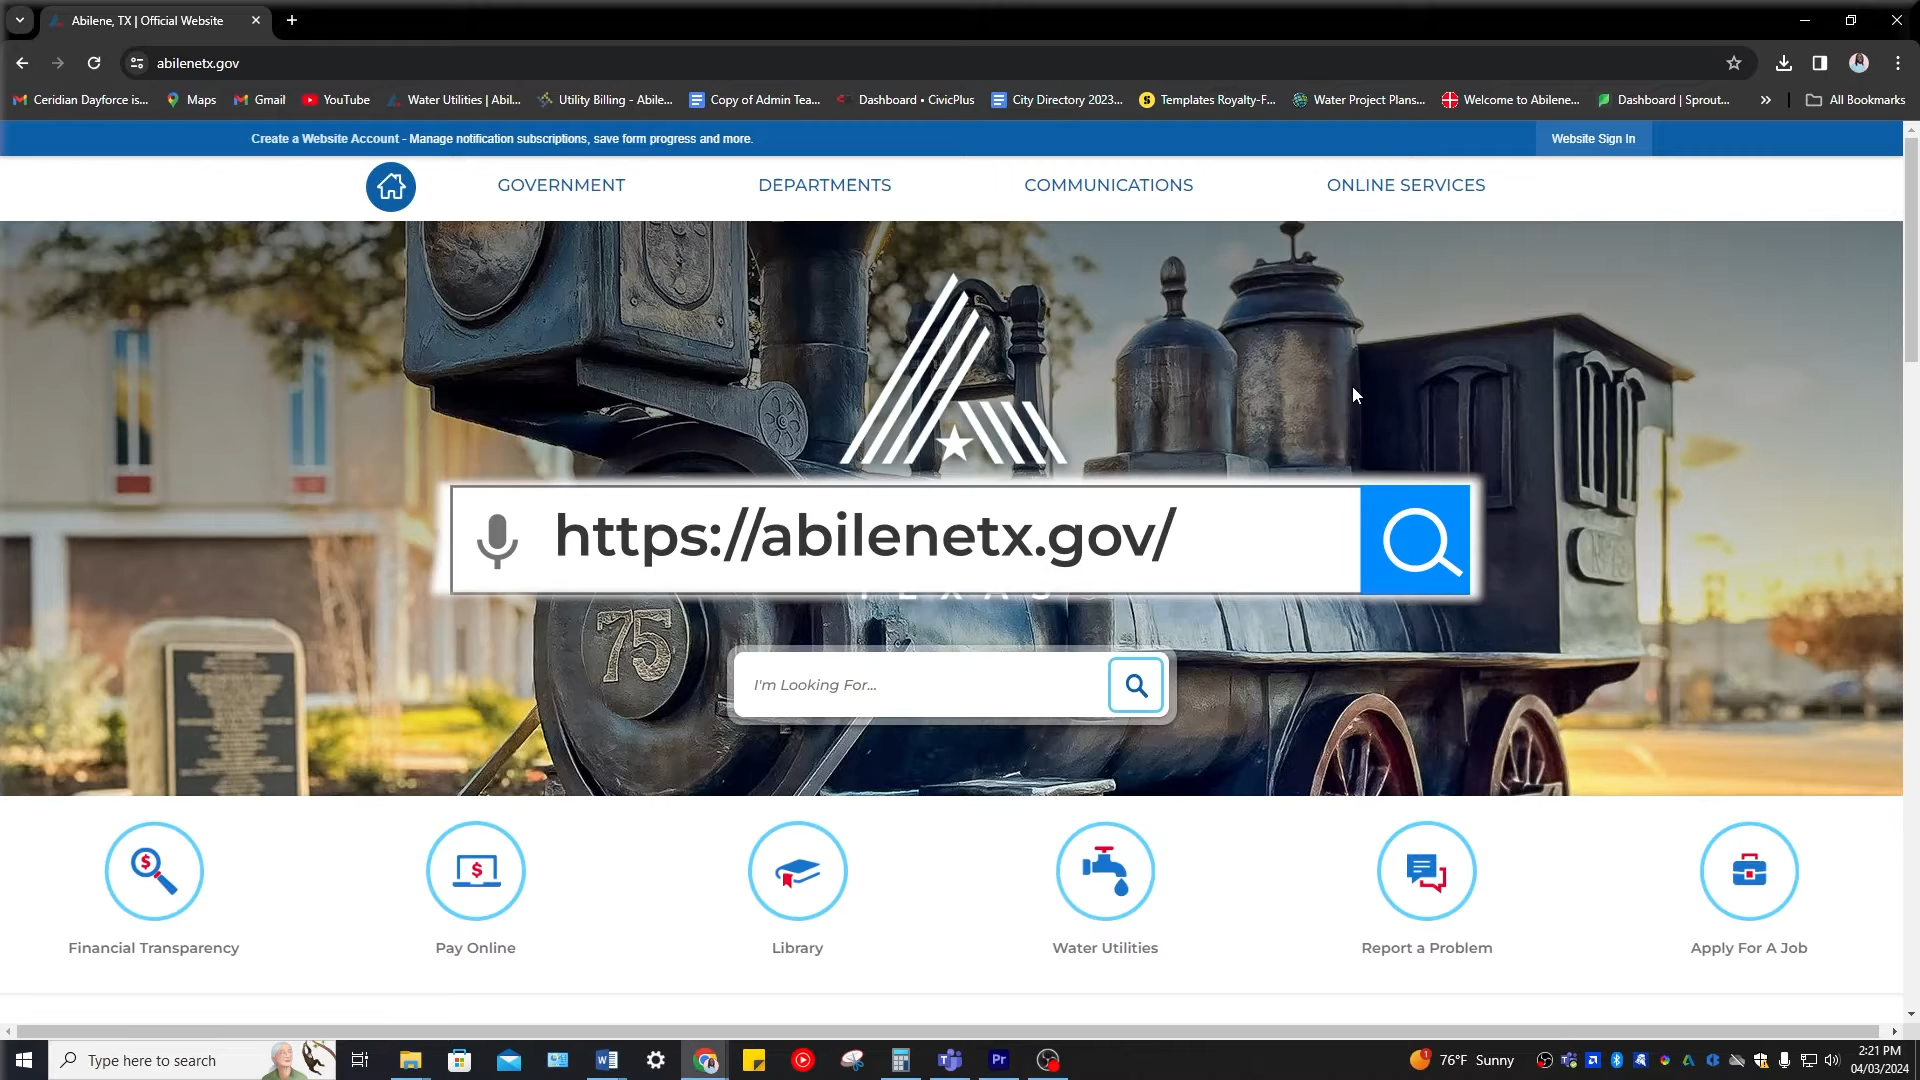 Abilene, TX | Official Website
abilenetx.gov
Ceridian Dayforce is...
Maps
Gmail
YouTube
Water Utilities | Abil...
Utility Billing - Abile...
Copy of Admin Tea...
Dashboard • CivicPlus
City Directory 2023...
Templates Royalty-F...
Water Project Plans...
Welcome to Abilene...
Dashboard | Sprout...
All Bookmarks
Create a Website Account - Manage notification subscriptions, save form progress and more.
Website Sign In
GOVERNMENT
DEPARTMENTS
COMMUNICATIONS
ONLINE SERVICES
https://abilenetx.gov/
TEXAS
75
I'm Looking For...
Financial Transparency
Pay Online
Library
Water Utilities
Report a Problem
Apply For A Job
Type here to search
76°F Sunny
2:21 PM
04/03/2024